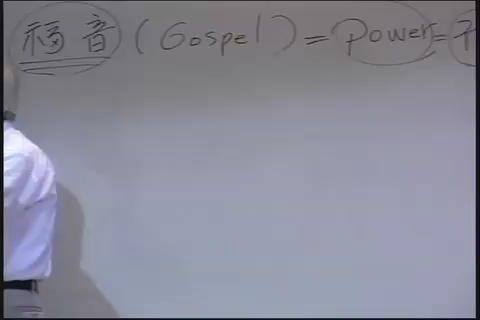 福音 (Gospel) = Power =